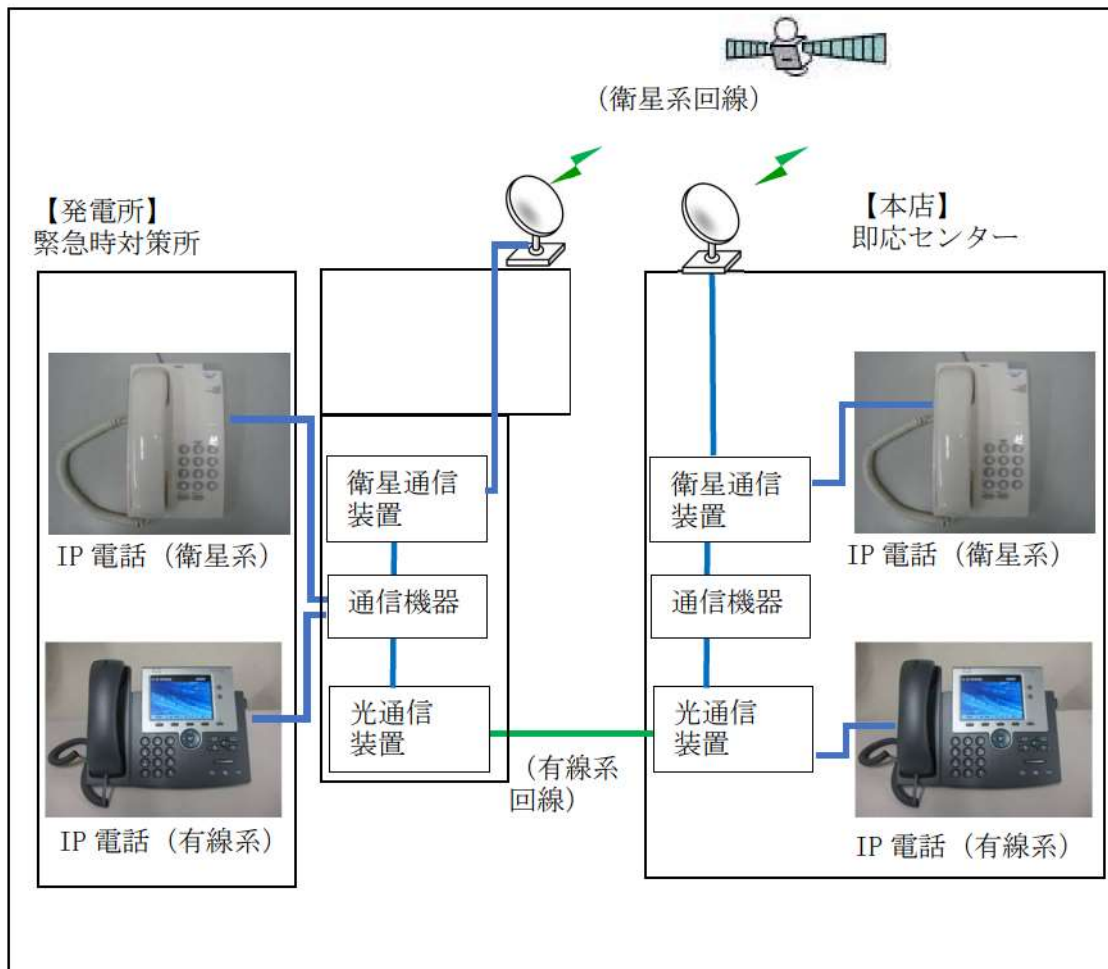 （衛星系回線）
【発電所】
緊急時対策所
【本店】
即応センター
衛星通信
装置
IP 電話（衛星系）
通信機器
光通信
装置
IP 電話（有線系）
（有線系
回線）
衛星通信
装置
IP 電話（衛星系）
通信機器
光通信
装置
IP 電話（有線系）